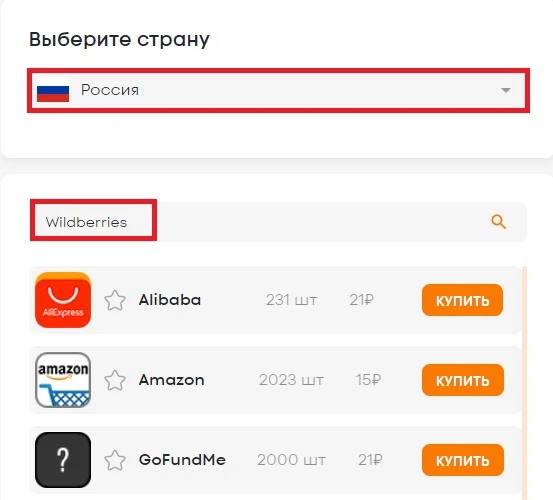 Выберите страну
Россия
Wildberries
AliExpress Alibaba 231 шт 21₽ КУПИТЬ
amazon Amazon 2023 шт 15₽ КУПИТЬ
? GoFundMe 2000 шт 21₽ КУПИТЬ